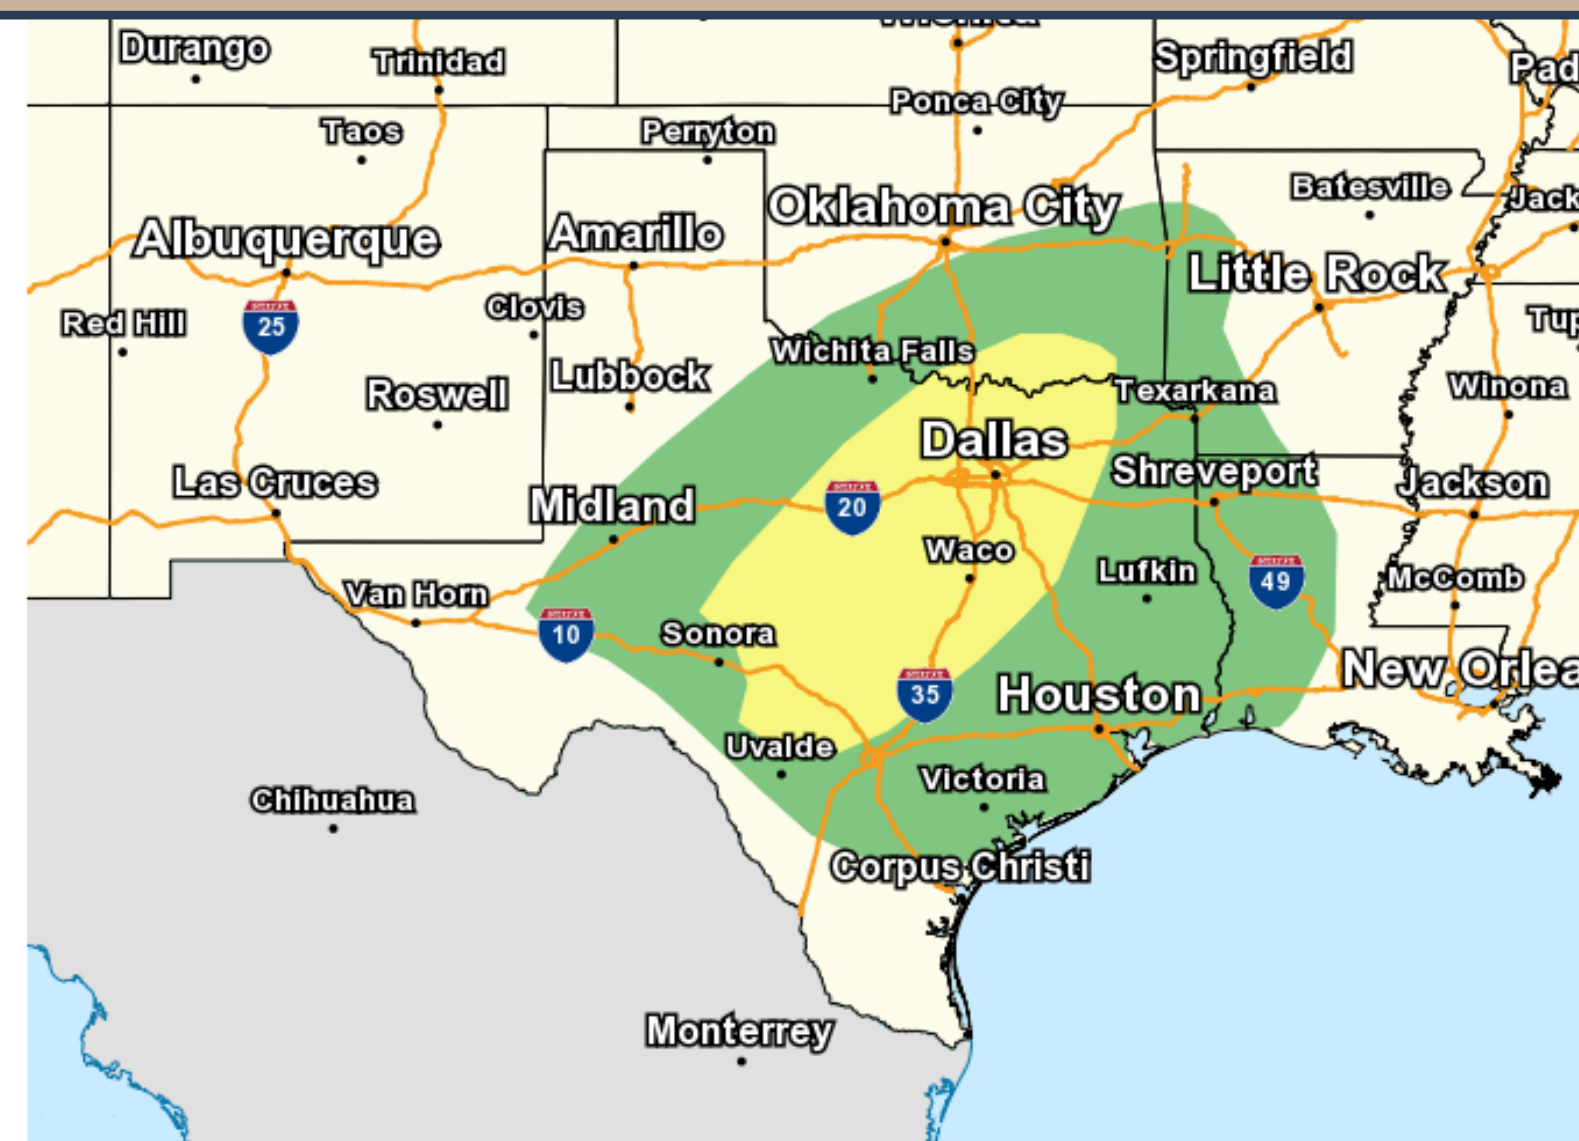 Durango
Trinidad
Springfield
Ponca City
Taos
Perryton
Batesville
Oklahoma City
Albuquerque
Amarillo
Little Rock
Clovis
Red Hill
25
Wichita Falls
Lubbock
Roswell
Texarkana
Winona
Dallas
Shreveport
Las Cruces
Jackson
Midland
20
Waco
Lufkin
49
McComb
Van Horn
10
Sonora
35
Houston
New Orlea
Uvalde
Victoria
Chihuahua
Corpus Christi
Monterrey